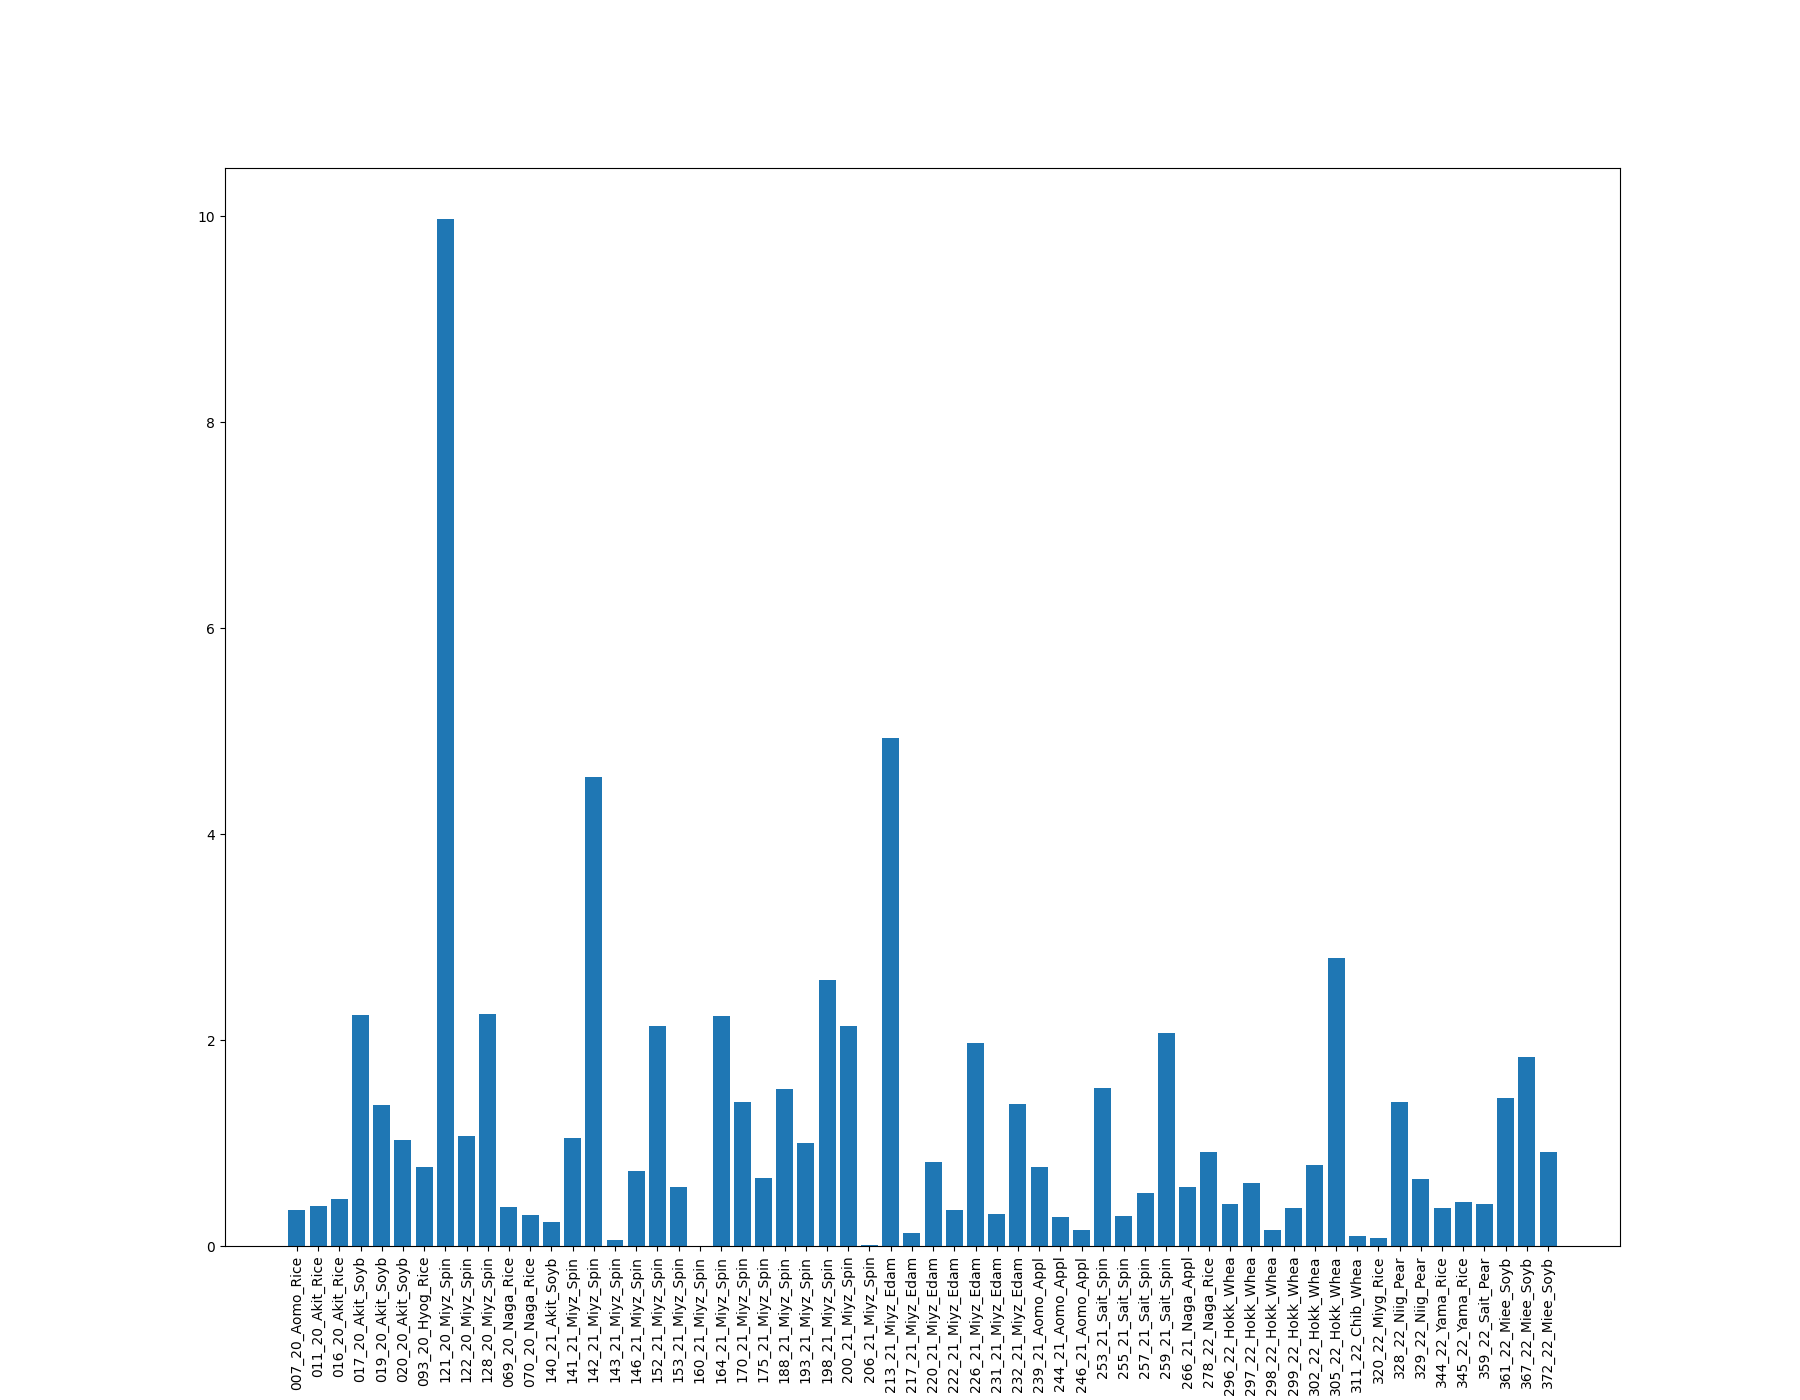 10
8
6
4
2
0
007_20_Aomo_Rice
011_20_Akit_Rice
016_20_Akit_Rice
017_20_Akit_Soyb
019_20_Akit_Soyb
020_20_Akit_Soyb
093_20_Hyog_Rice
121_20_Miyz_Spin
122_20_Miyz_Spin
128_20_Miyz_Spin
069_20_Naga_Rice
070_20_Naga_Rice
140_21_Akit_Soyb
141_21_Miyz_Spin
142_21_Miyz_Spin
143_21_Miyz_Spin
146_21_Miyz_Spin
152_21_Miyz_Spin
153_21_Miyz_Spin
160_21_Miyz_Spin
164_21_Miyz_Spin
170_21_Miyz_Spin
175_21_Miyz_Spin
188_21_Miyz_Spin
193_21_Miyz_Spin
198_21_Miyz_Spin
200_21_Miyz_Spin
206_21_Miyz_Spin
213_21_Miyz_Edam
217_21_Miyz_Edam
220_21_Miyz_Edam
222_21_Miyz_Edam
226_21_Miyz_Edam
231_21_Miyz_Edam
232_21_Miyz_Edam
239_21_Aomo_Appl
244_21_Aomo_Appl
246_21_Aomo_Appl
253_21_Sait_Spin
255_21_Sait_Spin
257_21_Sait_Spin
259_21_Sait_Spin
266_21_Naga_Appl
278_22_Naga_Rice
296_22_Hokk_Whea
297_22_Hokk_Whea
298_22_Hokk_Whea
299_22_Hokk_Whea
302_22_Hokk_Whea
305_22_Hokk_Whea
311_22_Chib_Whea
320_22_Miyg_Rice
328_22_Niig_Pear
329_22_Niig_Pear
344_22_Yama_Rice
345_22_Yama_Rice
359_22_Sait_Pear
361_22_Miee_Soyb
367_22_Miee_Soyb
372_22_Miee_Soyb